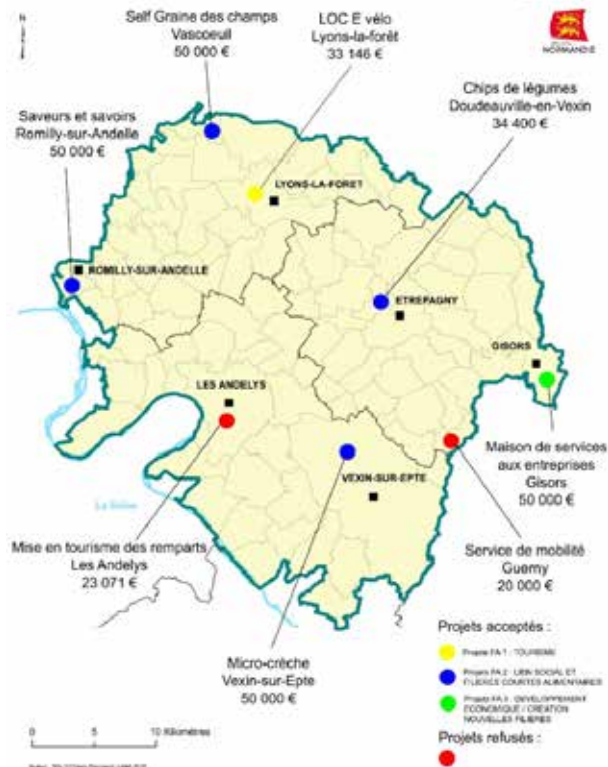 N
Self Graine des champs
Vascoeuil
50 000 €
LOC E vélo
Lyons-la-forêt
33 146 €
NORMANDIE
Chips de légumes
Doudeauville-en-Vexin
34 400 €
Saveurs et savoirs
Romilly-sur-Andelle
50 000 €
LYONS-LA-FORET
ROMILLY-SUR-ANDELLE
ETREPAGNY
GISORS
LES ANDELYS
Maison de services
aux entreprises
Gisors
50 000 €
VEXIN-SUR-EPTE
La Seine
Mise en tourisme des remparts
Les Andelys
23 071 €
Service de mobilité
Guerny
20 000 €
Micro-crèche
Vexin-sur-Epte
50 000 €
Projets acceptés :
Projets FA 1 : TOURISME
Projets FA 2 : LIEN SOCIAL ET
FILIERES COURTES ALIMENTAIRES
Projets FA 3 : DEVELOPPEMENT
ECONOMIQUE / CREATION
NOUVELLES FILIERES
Projets refusés :
0 5 10 Kilomètres